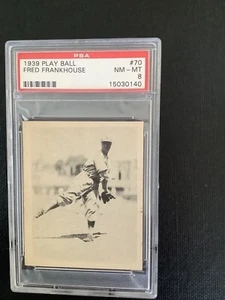 PSA
1939 PLAY BALL #70
FRED FRANKHOUSE NM-MT
8
15030140